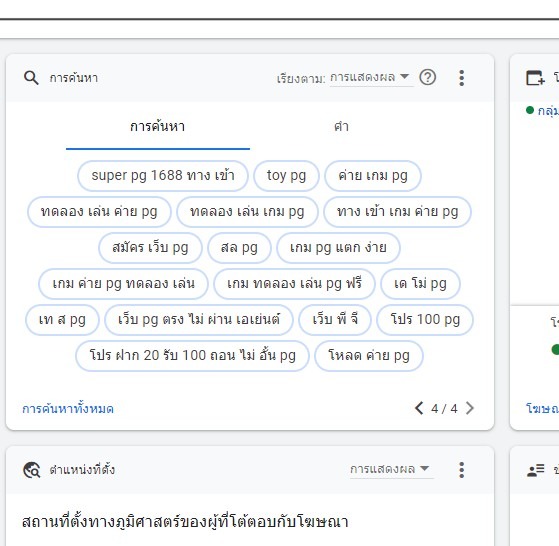 การค้นหา
เรียงตาม: การแสดงผล
การค้นหา คำ
super pg 1688 ทาง เข้า toy pg ค่าย เกม pg
ทดลอง เล่น ค่าย pg ทดลอง เล่น เกม pg ทาง เข้า เกม ค่าย pg
สมัคร เว็บ pg สล pg เกม pg แตก ง่าย
เกม ค่าย pg ทดลอง เล่น เกม ทดลอง เล่น pg ฟรี เด โม่ pg
เท ส pg เว็บ pg ตรง ไม่ ผ่าน เอเย่นต์ เว็บ พี จี โปร 100 pg
โปร ฝาก 20 รับ 100 ถอน ไม่ อั้น pg โหลด ค่าย pg
การค้นหาทั้งหมด 4 / 4
กลุ่ม
โฆษณ
ตำแหน่งที่ตั้ง การแสดงผล
สถานที่ตั้งทางภูมิศาสตร์ของผู้ที่โต้ตอบกับโฆษณา